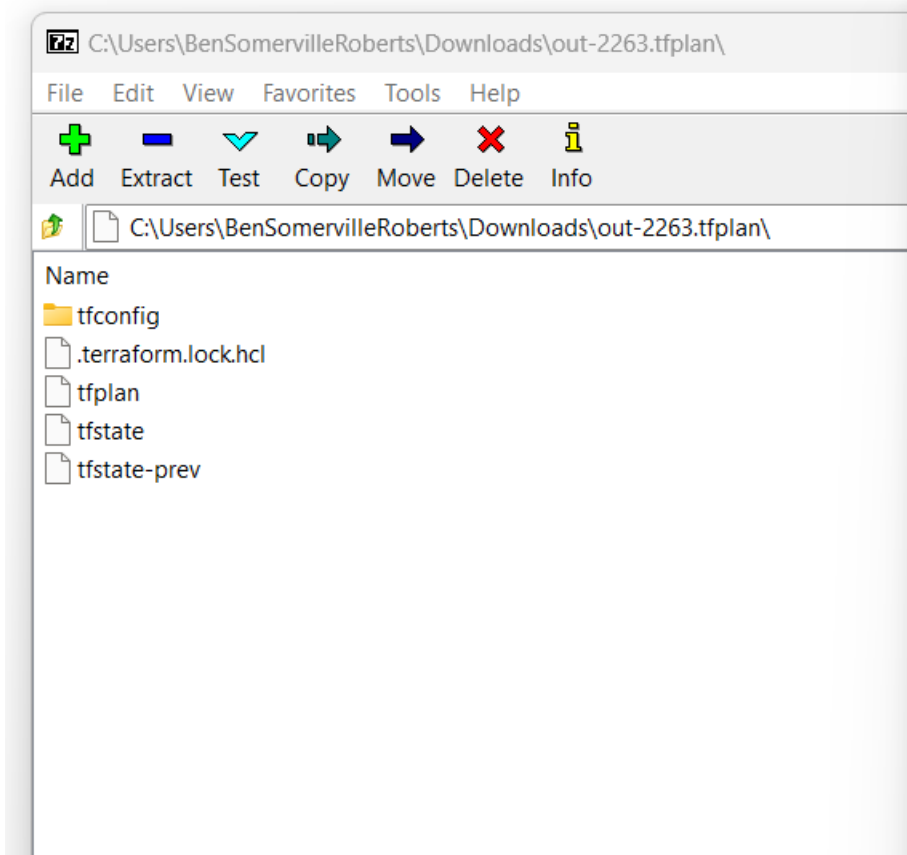 C:\Users\BenSomervilleRoberts\Downloads\out-2263.tfplan\
File Edit View Favorites Tools Help
Add Extract Test Copy Move Delete Info
C:\Users\BenSomervilleRoberts\Downloads\out-2263.tfplan\
Name
tfconfig
.terraform.lock.hcl
tfplan
tfstate
tfstate-prev